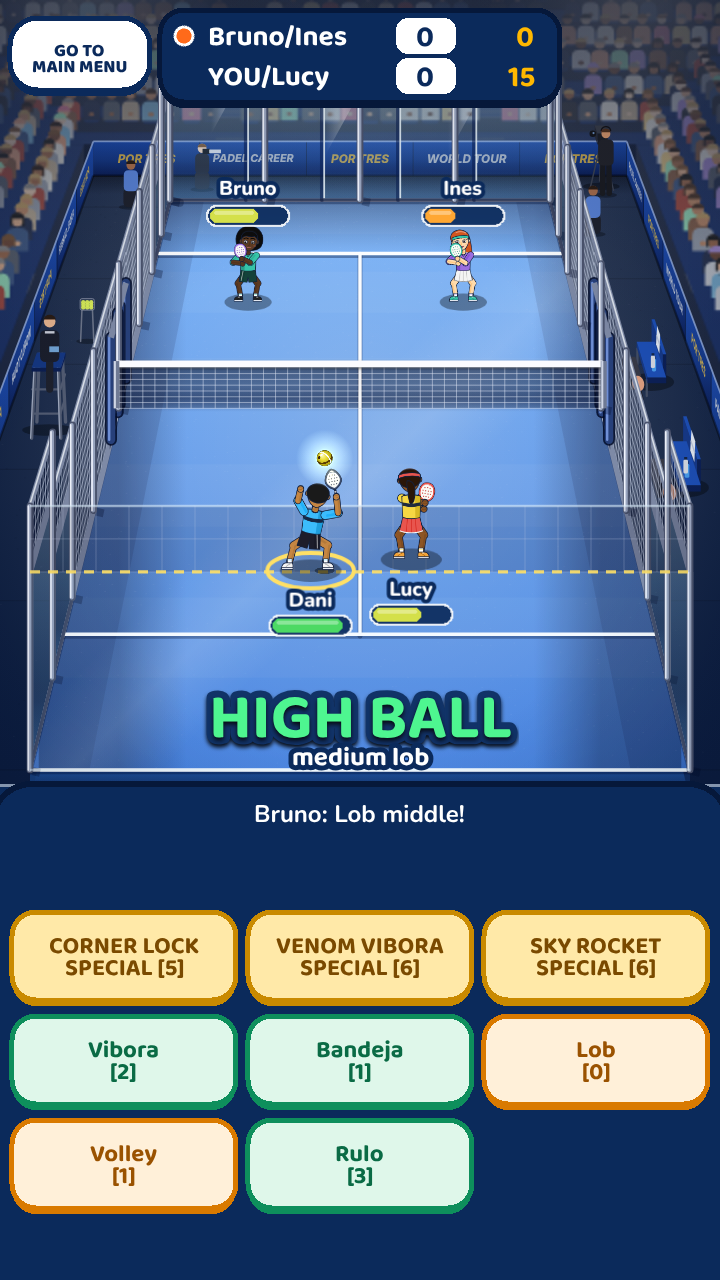 GO TO
MAIN MENU
Bruno/Ines 0 0
YOU/Lucy 0 15
PADEL CAREER
WORLD TOUR
Bruno
Ines
Dani
Lucy
HIGH BALL
medium lob
Bruno: Lob middle!
CORNER LOCK
SPECIAL [5]
VENOM VIBORA
SPECIAL [6]
SKY ROCKET
SPECIAL [6]
Vibora
[2]
Bandeja
[1]
Lob
[0]
Volley
[1]
Rulo
[3]